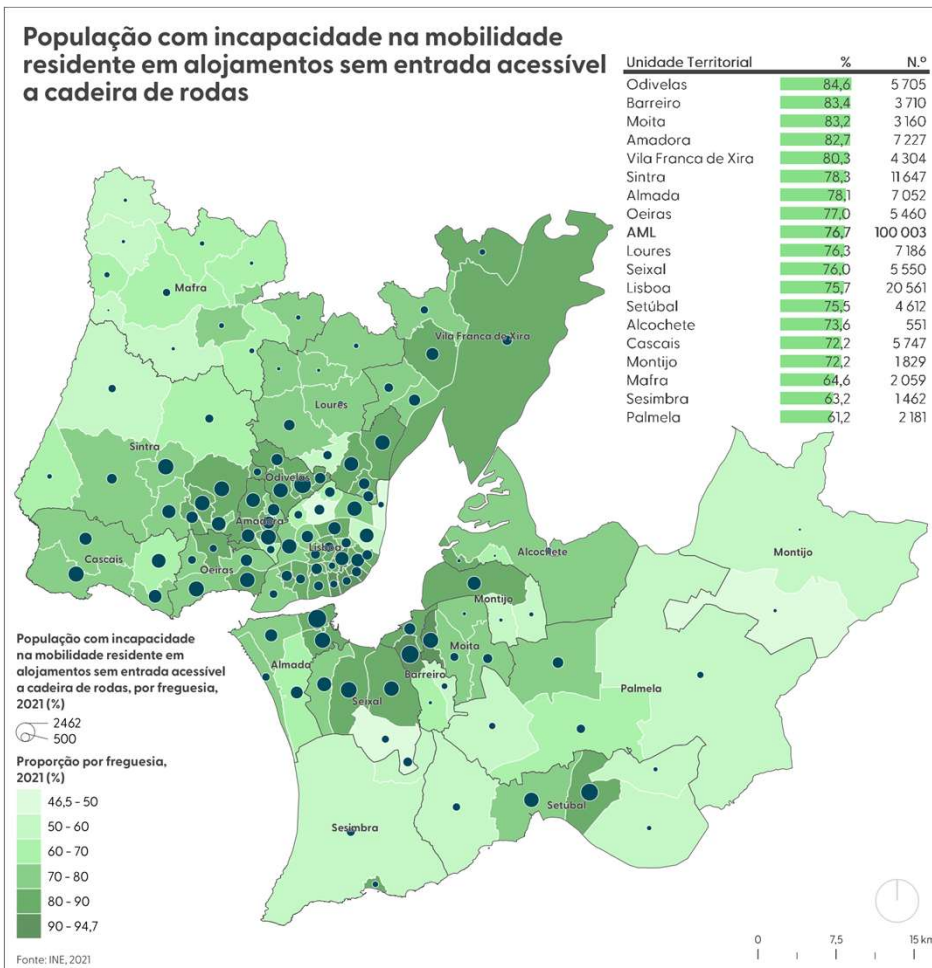 População com incapacidade na mobilidade
residente em alojamentos sem entrada acessível
a cadeira de rodas
Unidade Territorial % N.º
Odivelas 84,6 5 705
Barreiro 83,4 3 710
Moita 83,2 3 160
Amadora 82,7 7 227
Vila Franca de Xira 80,3 4 304
Sintra 78,3 11 647
Almada 78,1 7 052
Oeiras 77,0 5 460
AML 76,7 100 003
Loures 76,3 7 186
Seixal 76,0 5 550
Lisboa 75,7 20 561
Setúbal 75,5 4 612
Alcochete 73,6 551
Cascais 72,2 5 747
Montijo 72,2 1 829
Mafra 64,6 2 059
Sesimbra 63,2 1 462
Palmela 61,2 2 181
Mafra
Vila Franca de Xira
Loures
Sintra
Odivelas
Amadora
Lisboa
Cascais
Oeiras
Alcochete
Montijo
Montijo
Moita
Almada
Barreiro
Seixal
Palmela
Setúbal
Sesimbra
População com incapacidade
na mobilidade residente em
alojamentos sem entrada acessível
a cadeira de rodas, por freguesia,
2021 (%)
2462
500
Proporção por freguesia,
2021 (%)
46,5 - 50
50 - 60
60 - 70
70 - 80
80 - 90
90 - 94,7
0 7,5 15 km
Fonte: INE, 2021